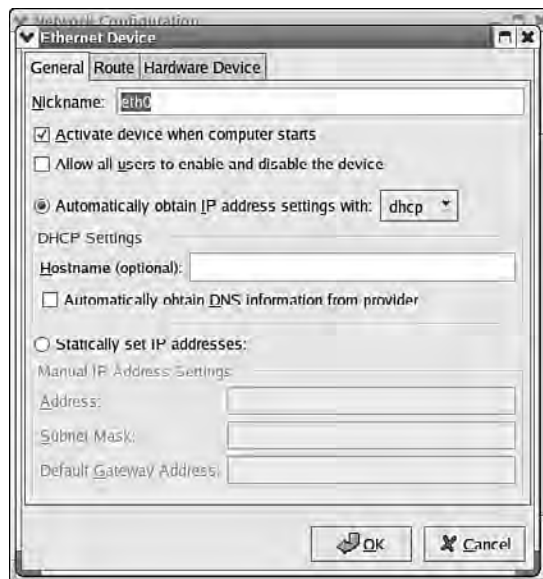 Network Configuration
Ethernet Device
General Route Hardware Device
Nickname: eth0
Activate device when computer starts
Allow all users to enable and disable the device
Automatically obtain IP address settings with: dhcp
DHCP Settings
Hostname (optional):
Automatically obtain DNS information from provider
Statically set IP addresses:
Manual IP Address Settings
Address:
Subnet Mask:
Default Gateway Address:
OK Cancel